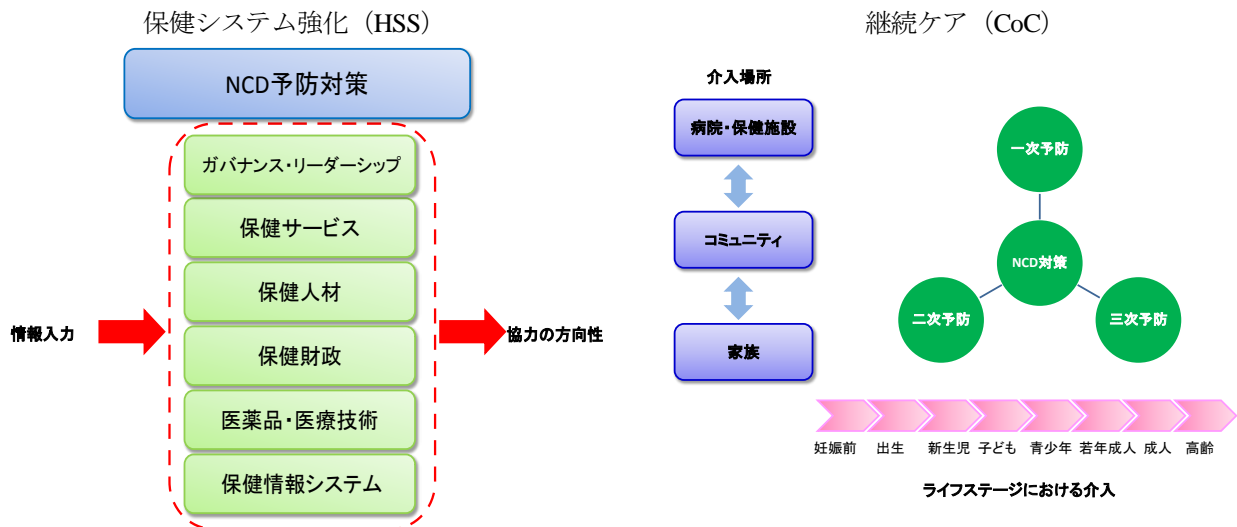 保健システム強化（HSS）
NCD予防対策
ガバナンス・リーダーシップ
保健サービス
保健人材
保健財政
医薬品・医療技術
保健情報システム
情報入力
協力の方向性
継続ケア（CoC）
介入場所
病院・保健施設
コミュニティ
家族
一次予防
NCD対策
二次予防
三次予防
妊娠前 出生 新生児 子ども 青少年 若年成人 成人 高齢
ライフステージにおける介入